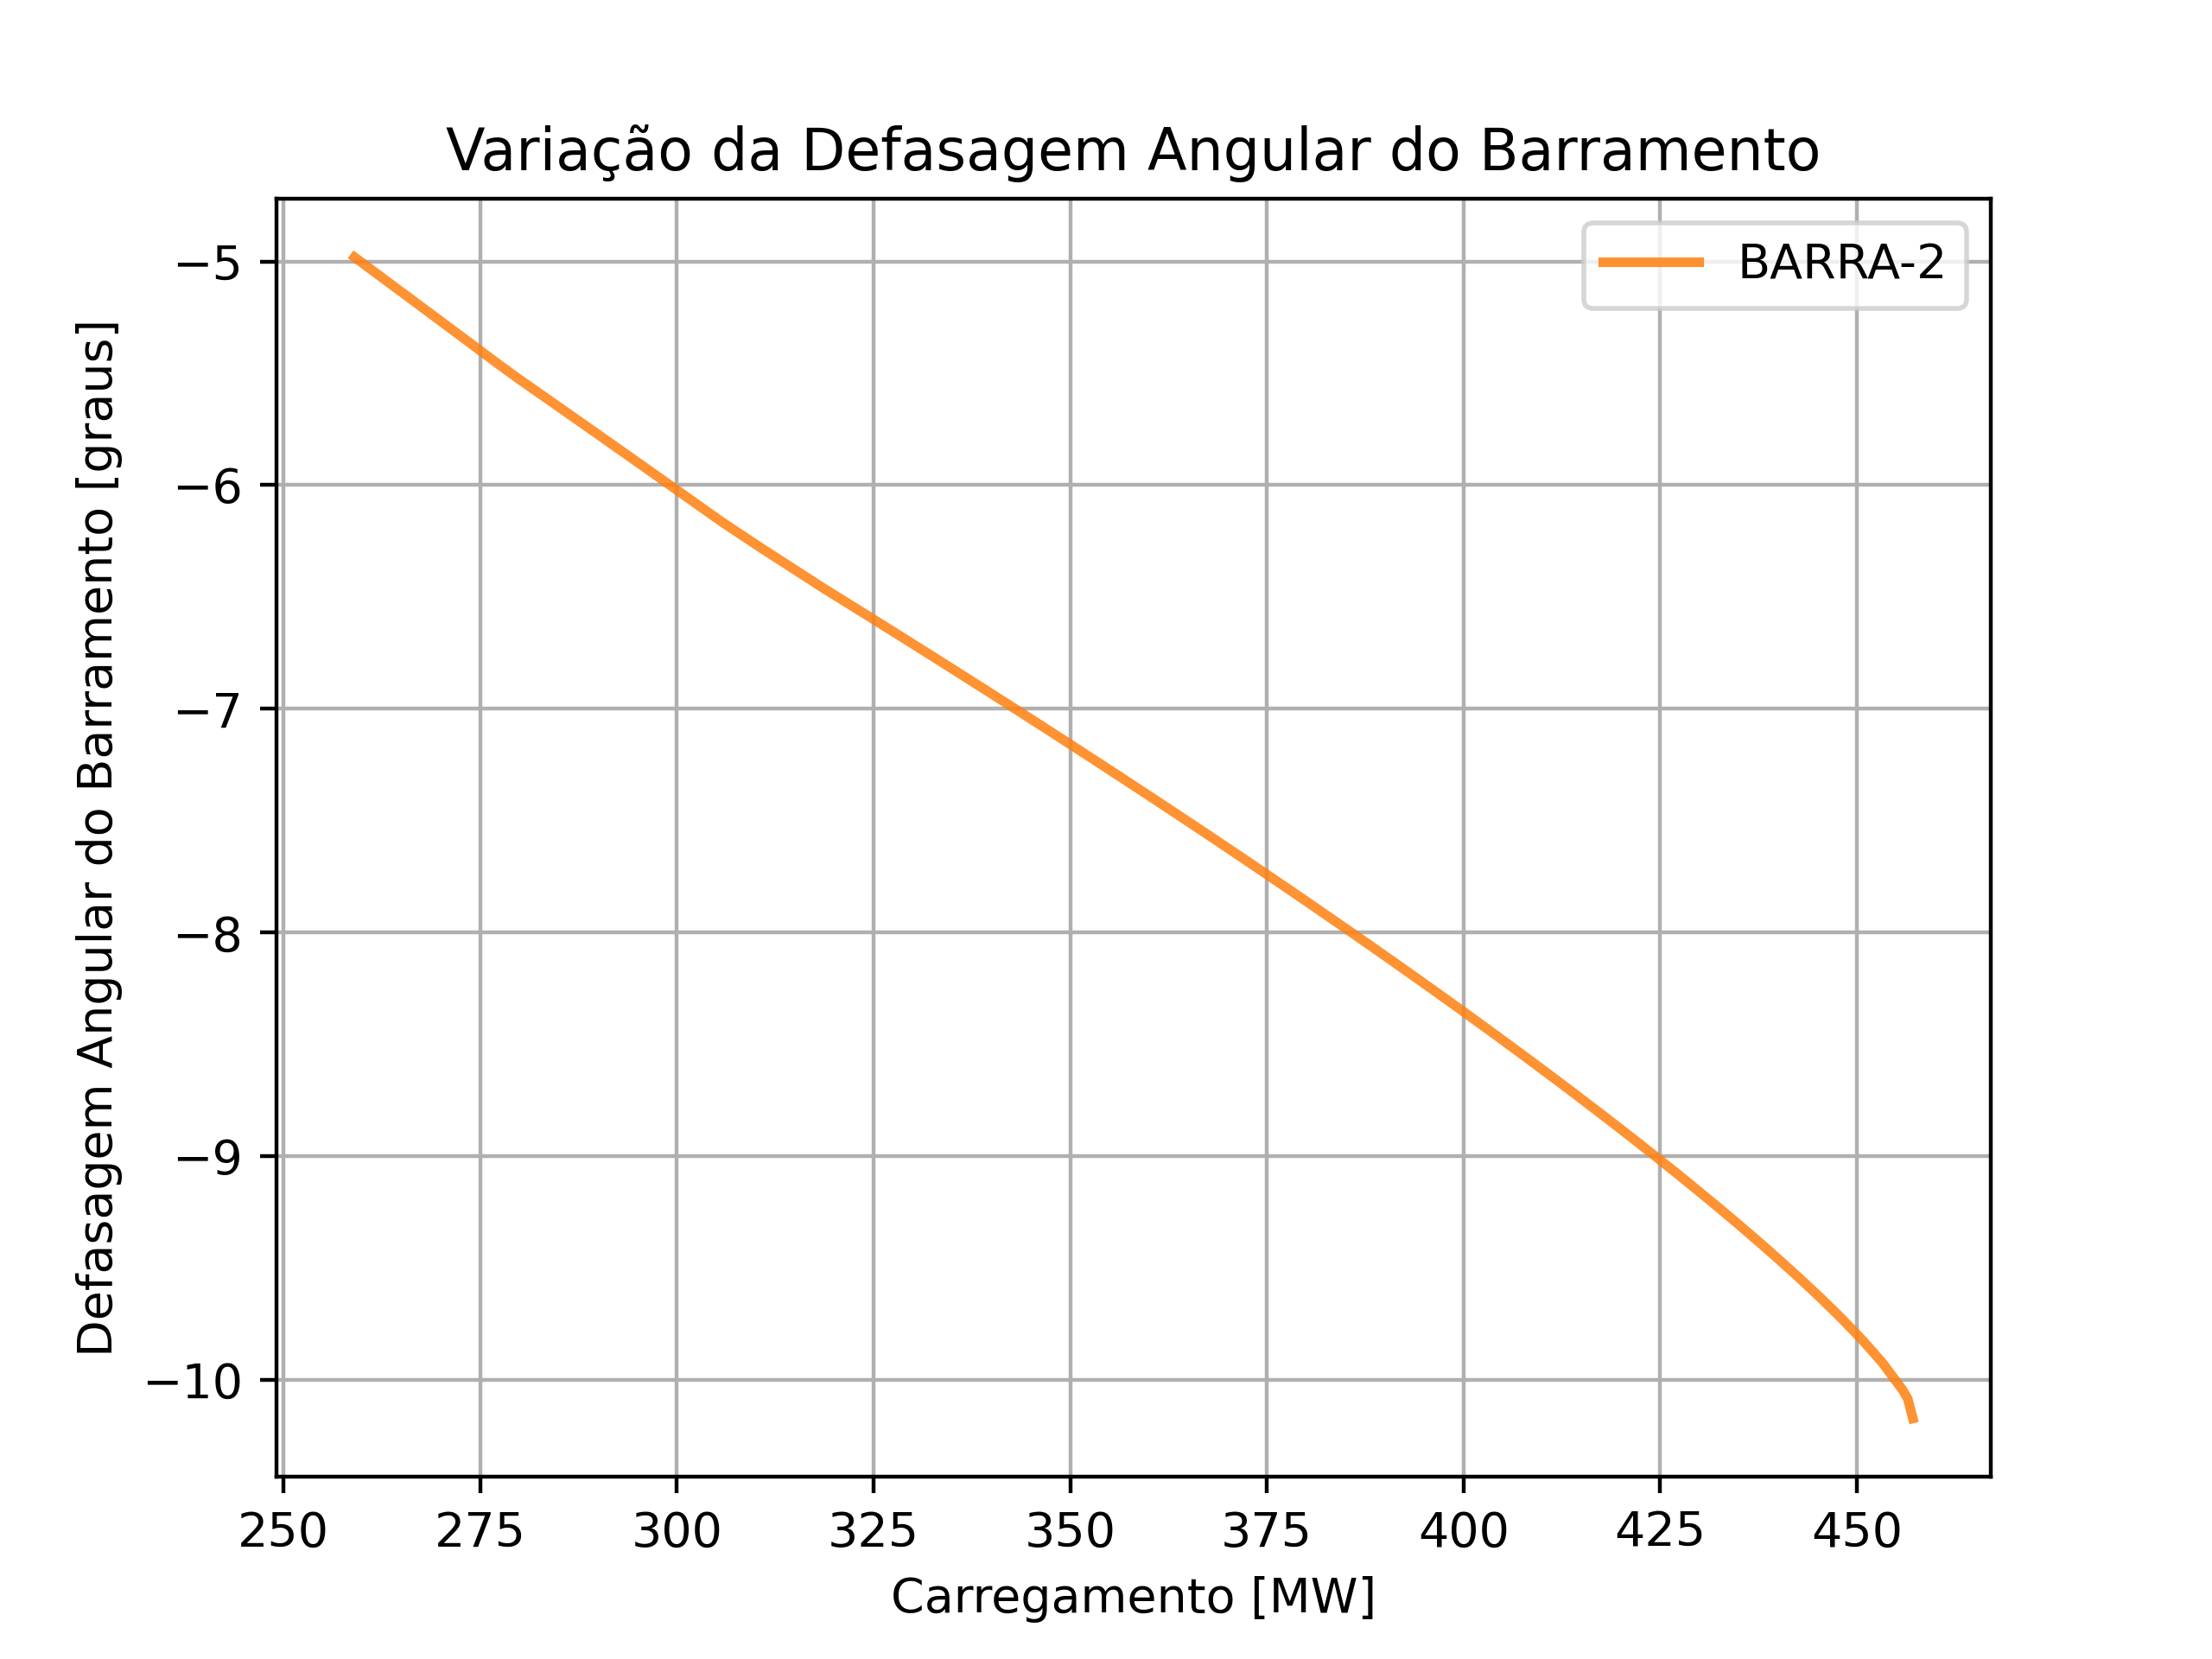 Variação da Defasagem Angular do Barramento
BARRA-2
Defasagem Angular do Barramento [graus]
−5
−6
−7
−8
−9
−10
250 275 300 325 350 375 400 425 450
Carregamento [MW]